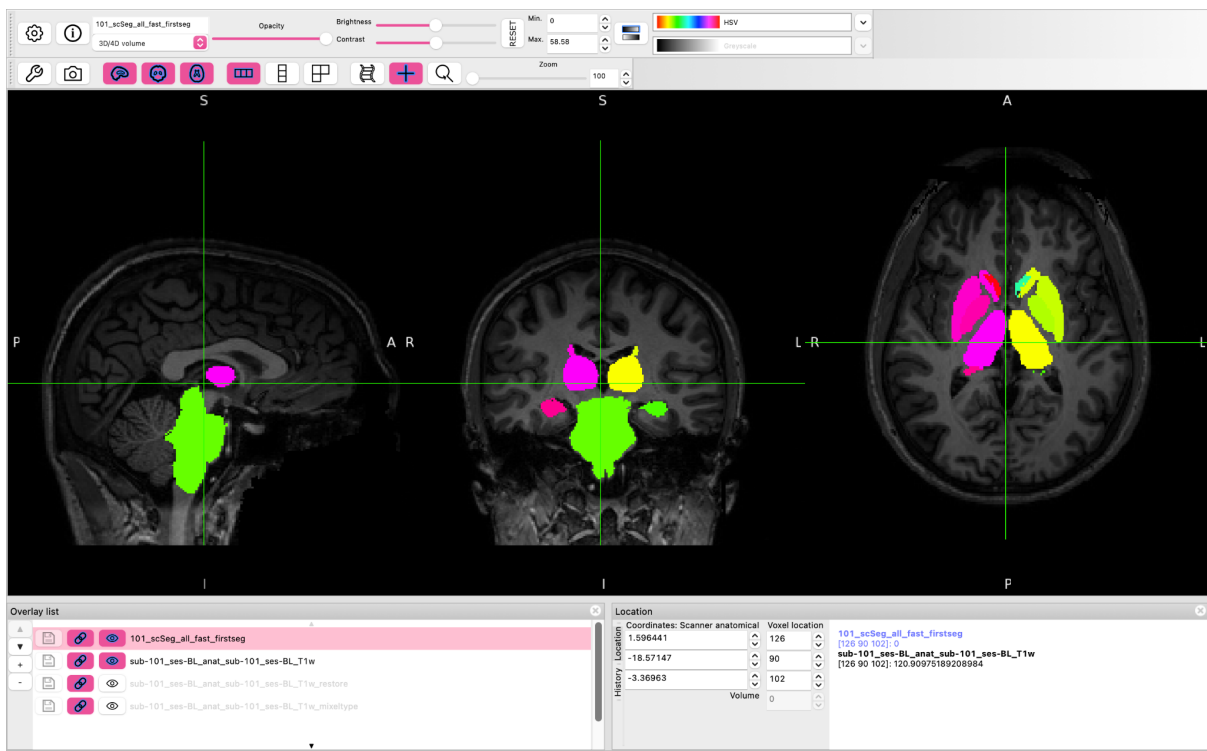 101_scSeg_all_fast_firstseg
3D/4D volume
Opacity
Brightness
Contrast
RESET
Min. 0
Max. 58.58
HSV
Greyscale
Zoom
100
S
P
A
I
S
R
L
I
A
R
L
P
Overlay list
101_scSeg_all_fast_firstseg
sub-101_ses-BL_anat_sub-101_ses-BL_T1w
sub-101_ses-BL_anat_sub-101_ses-BL_T1w_restore
sub-101_ses-BL_anat_sub-101_ses-BL_T1w_mixeltype
Location
History Location
Coordinates: Scanner anatomical Voxel location
1.596441 126
-18.57147 90
-3.36963 102
Volume 0
101_scSeg_all_fast_firstseg
[126 90 102]: 0
sub-101_ses-BL_anat_sub-101_ses-BL_T1w
[126 90 102]: 120.90975189208984